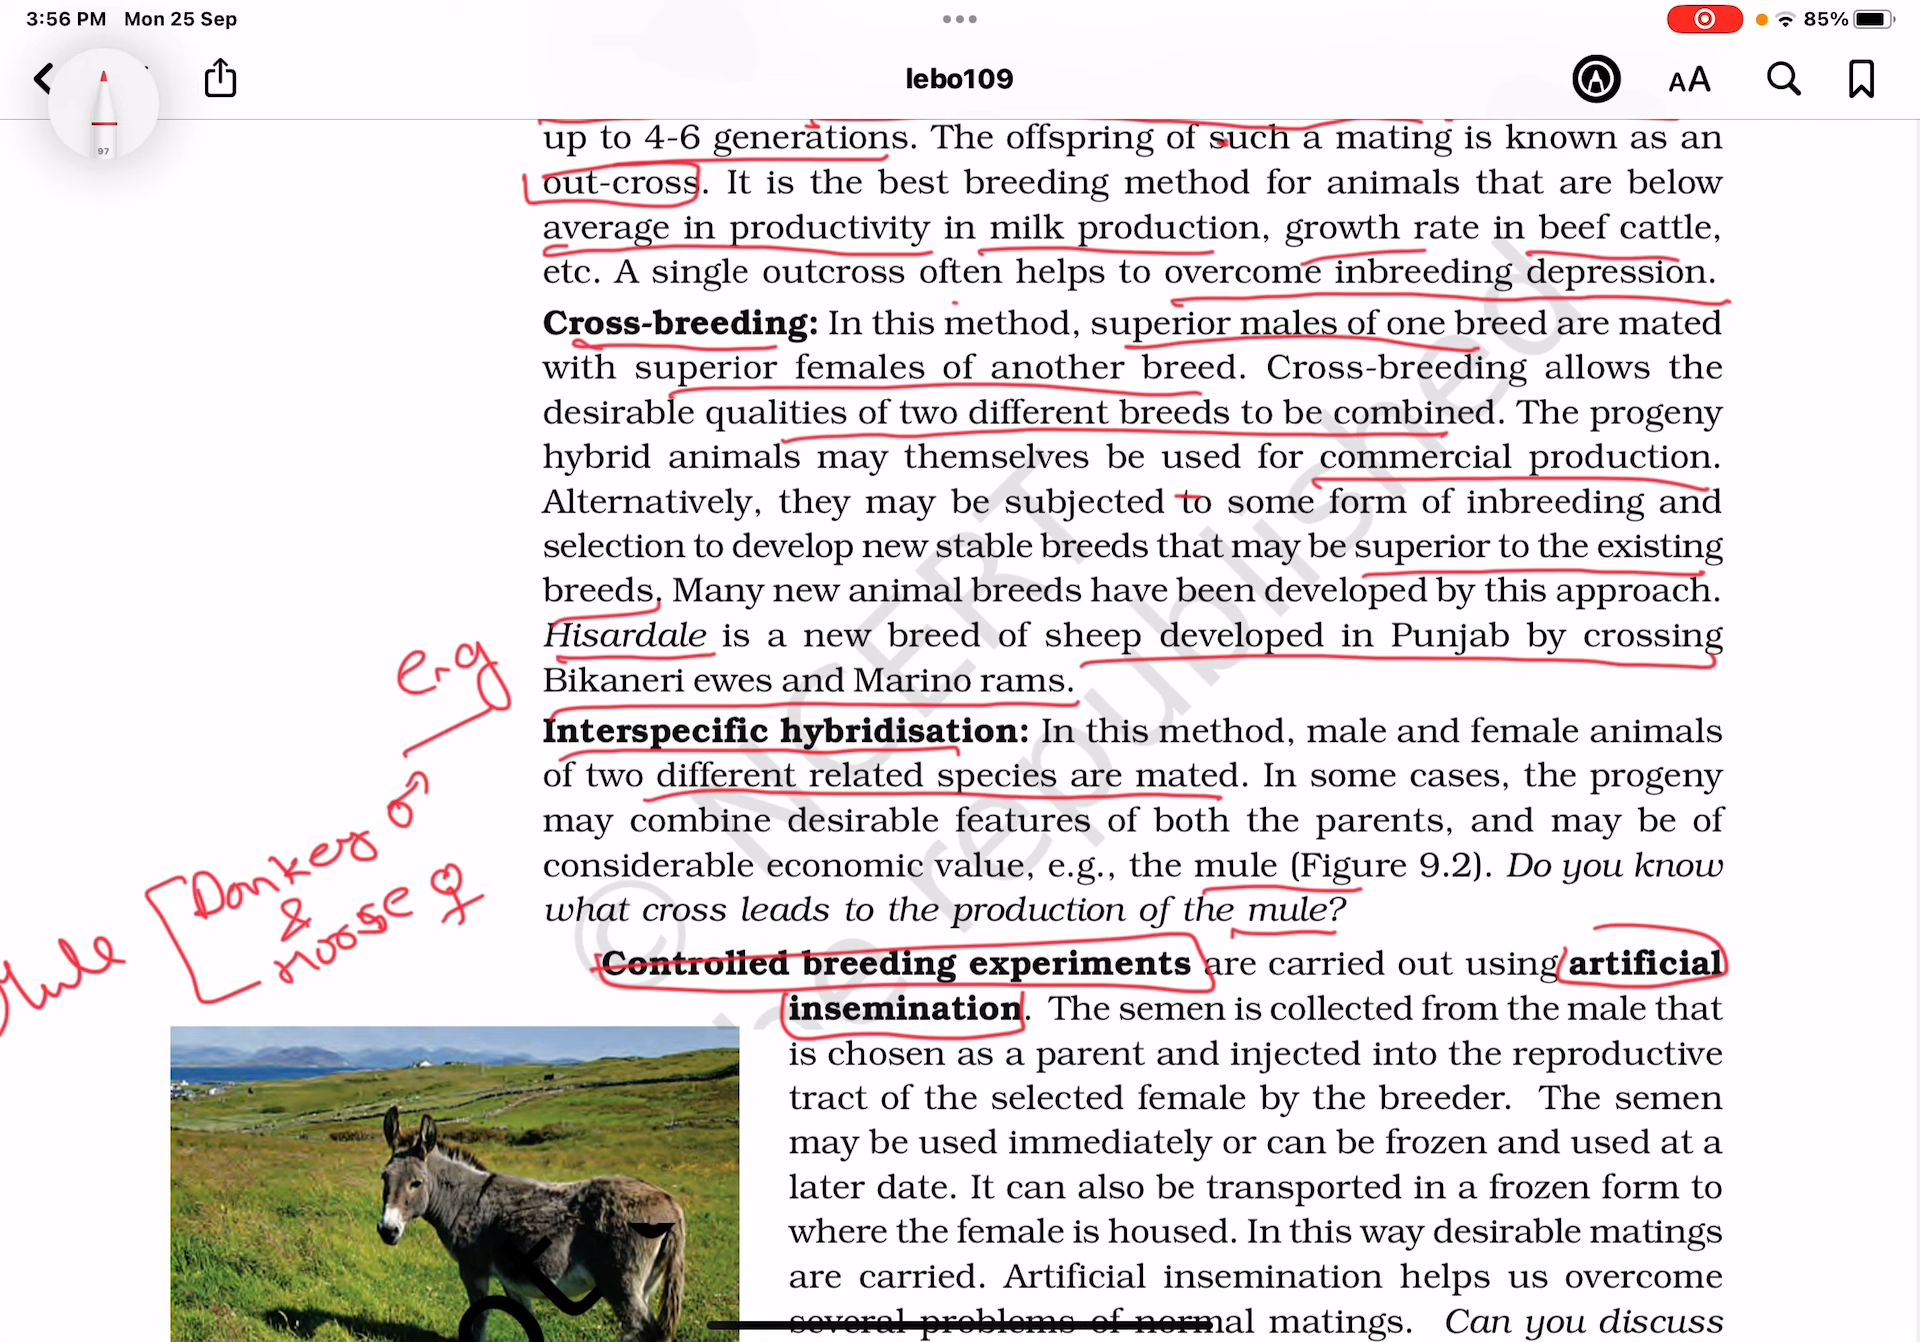 3:56 PM Mon 25 Sep
85%
lebo109
AA
97
up to 4-6 generations. The offspring of such a mating is known as an
out-cross. It is the best breeding method for animals that are below
average in productivity in milk production, growth rate in beef cattle,
etc. A single outcross often helps to overcome inbreeding depression.
Cross-breeding: In this method, superior males of one breed are mated
with superior females of another breed. Cross-breeding allows the
desirable qualities of two different breeds to be combined. The progeny
hybrid animals may themselves be used for commercial production.
Alternatively, they may be subjected to some form of inbreeding and
selection to develop new stable breeds that may be superior to the existing
breeds. Many new animal breeds have been developed by this approach.
Hisardale is a new breed of sheep developed in Punjab by crossing
Bikaneri ewes and Marino rams.
e.g
Interspecific hybridisation: In this method, male and female animals
of two different related species are mated. In some cases, the progeny
may combine desirable features of both the parents, and may be of
considerable economic value, e.g., the mule (Figure 9.2). Do you know
what cross leads to the production of the mule?
Donkey ♂
&
♀
Mule
Controlled breeding experiments are carried out using artificial
insemination. The semen is collected from the male that
is chosen as a parent and injected into the reproductive
tract of the selected female by the breeder. The semen
may be used immediately or can be frozen and used at a
later date. It can also be transported in a frozen form to
where the female is housed. In this way desirable matings
are carried. Artificial insemination helps us overcome
several problems of normal matings. Can you discuss
© NCERT
be republished